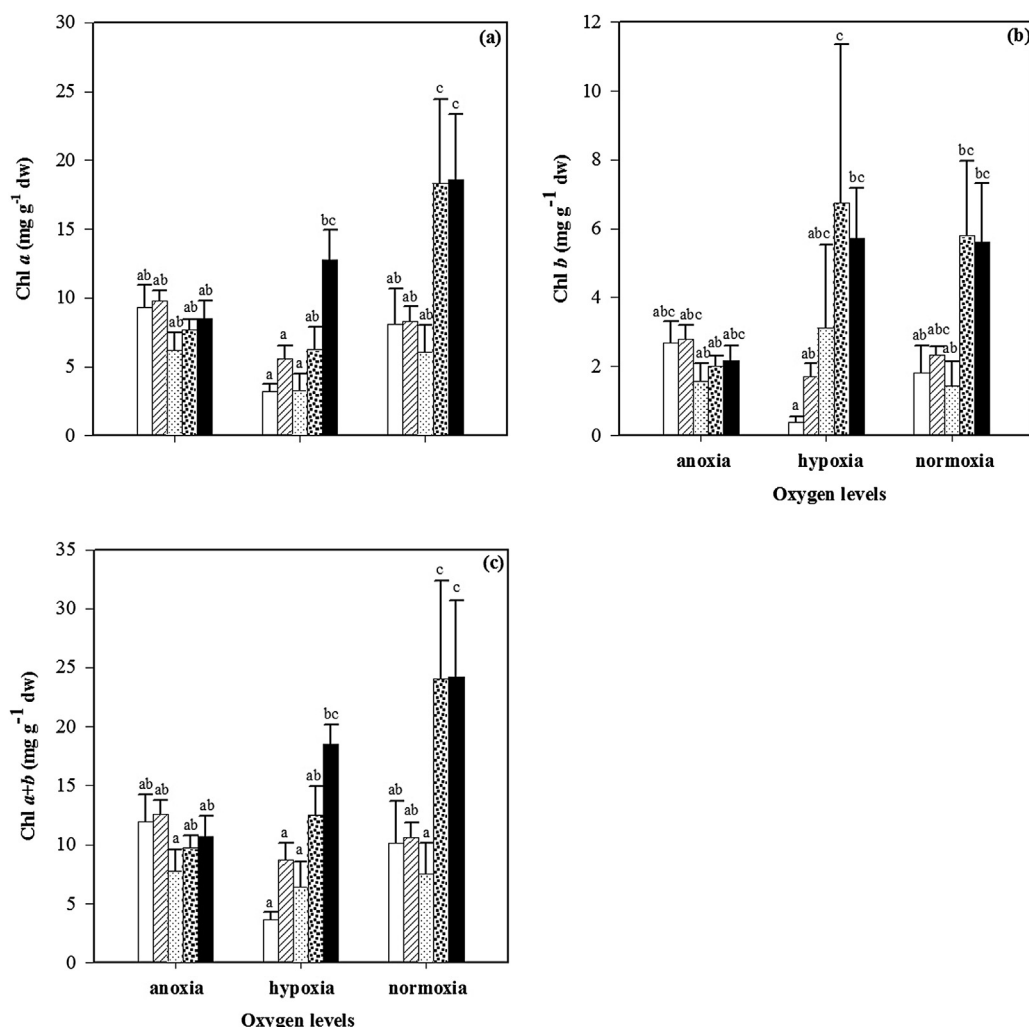 (a)
Chl a (mg g-1 dw)
30
25
20
15
10
5
0
ab ab ab ab ab
a a a ab bc
ab ab ab c c
(b)
Chl b (mg g-1 dw)
12
10
8
6
4
2
0
abc abc ab ab abc
a ab abc c bc
ab abc ab bc bc
anoxia hypoxia normoxia
Oxygen levels
(c)
Chl a+b (mg g-1 dw)
35
30
25
20
15
10
5
0
ab ab a ab ab
a a a ab bc
ab ab a c c
anoxia hypoxia normoxia
Oxygen levels